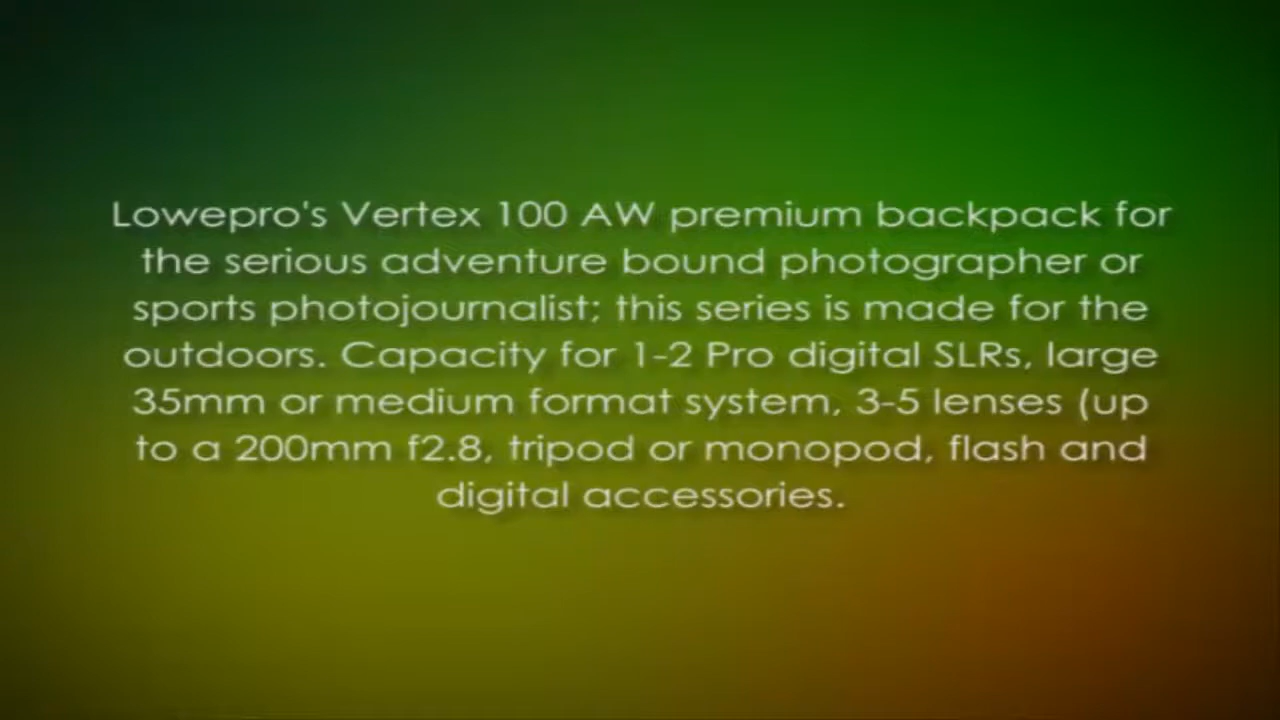 Lowepro's Vertex 100 AW premium backpack for
the serious adventure bound photographer or
sports photojournalist; this series is made for the
outdoors. Capacity for 1-2 Pro digital SLRs, large
35mm or medium format system, 3-5 lenses (up
to a 200mm f2.8, tripod or monopod, flash and
digital accessories.